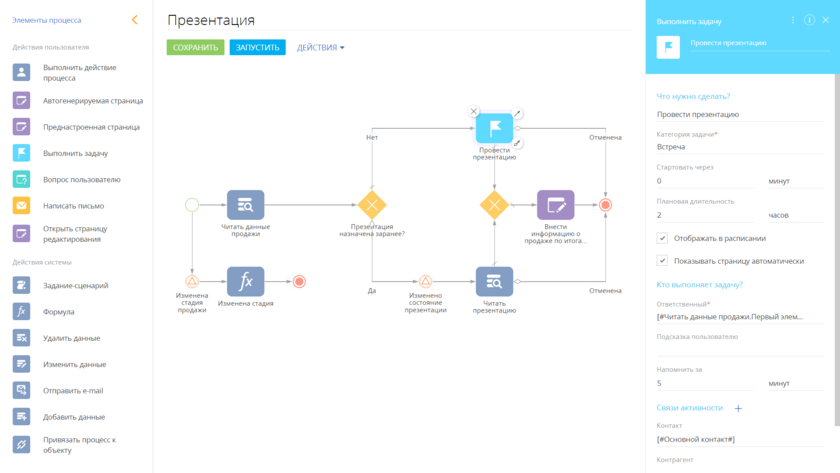 Элементы процесса
Действия пользователя
Выполнить действие
процесса
Автогенерируемая страница
Преднастроенная страница
Выполнить задачу
Вопрос пользователю
Написать письмо
Открыть страницу
редактирования
Действия системы
Задание-сценарий
Формула
Удалить данные
Изменить данные
Отправить e-mail
Добавить данные
Привязать процесс к
объекту
Презентация
СОХРАНИТЬ
ЗАПУСТИТЬ
ДЕЙСТВИЯ
Нет
Провести
презентацию
Отменена
Читать данные
продажи
Презентация
назначена заранее?
Внести
информацию о
продаже по итога...
Изменена
стадия
продажи
fx
Изменена стадия
Да
Изменено
состояние
презентации
Читать
презентацию
Отменена
Выполнить задачу
Провести презентацию
Что нужно сделать?
Провести презентацию
Категория задачи*
Встреча
Стартовать через
0 минут
Плановая длительность
2 часов
Отображать в расписании
Показывать страницу автоматически
Кто выполняет задачу?
Ответственный*
[#Читать данные продажи.Первый элем...
Подсказка пользователю
Напомнить за
5 минут
Связи активности +
Контакт
[#Основной контакт#]
Контрагент